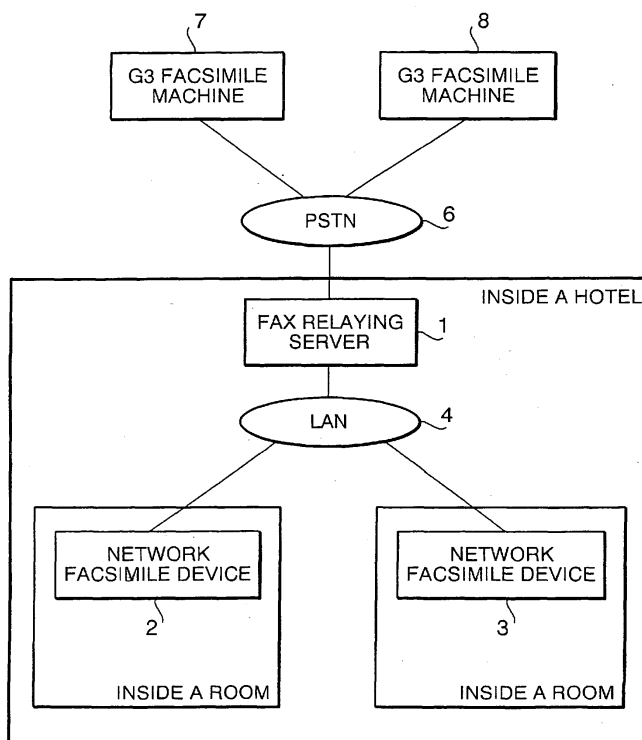 7
8
G3 FACSIMILE
MACHINE
G3 FACSIMILE
MACHINE
PSTN
6
INSIDE A HOTEL
FAX RELAYING
SERVER
1
LAN
4
NETWORK
FACSIMILE DEVICE
2
INSIDE A ROOM
NETWORK
FACSIMILE DEVICE
3
INSIDE A ROOM